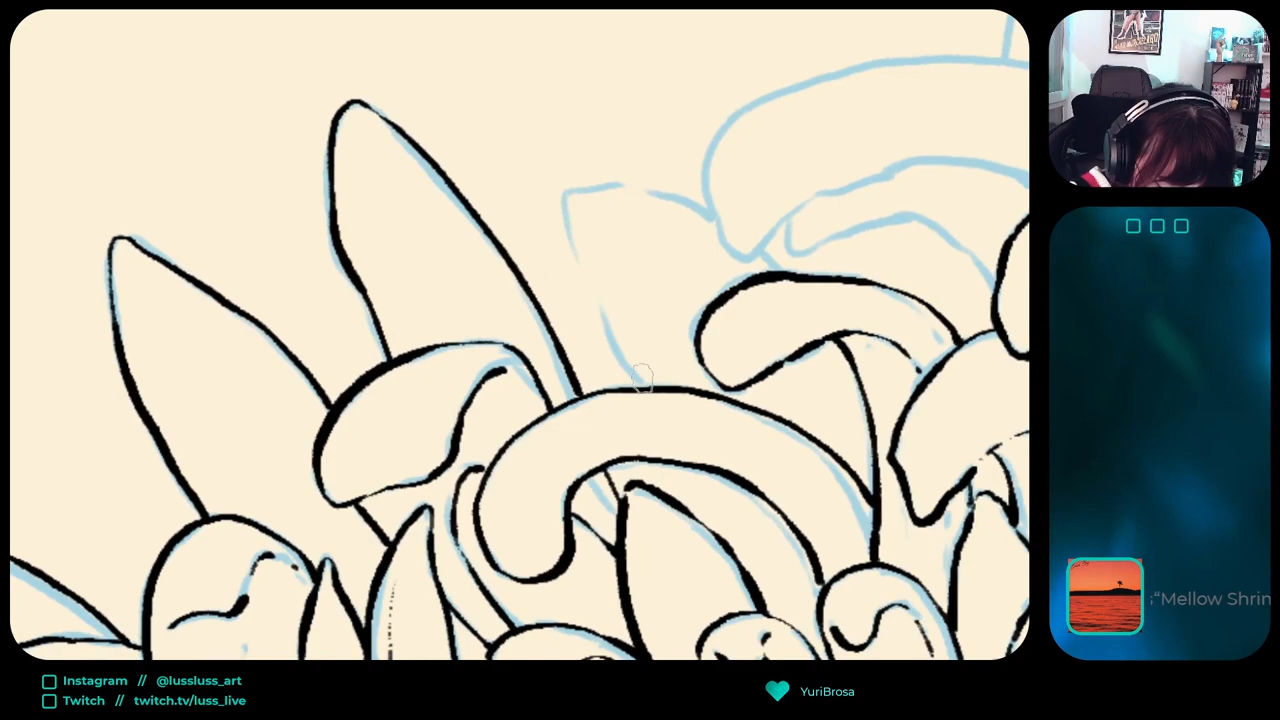 ;“Mellow Shrin
Instagram // @lussluss_art
Twitch // twitch.tv/luss_live
YuriBrosa